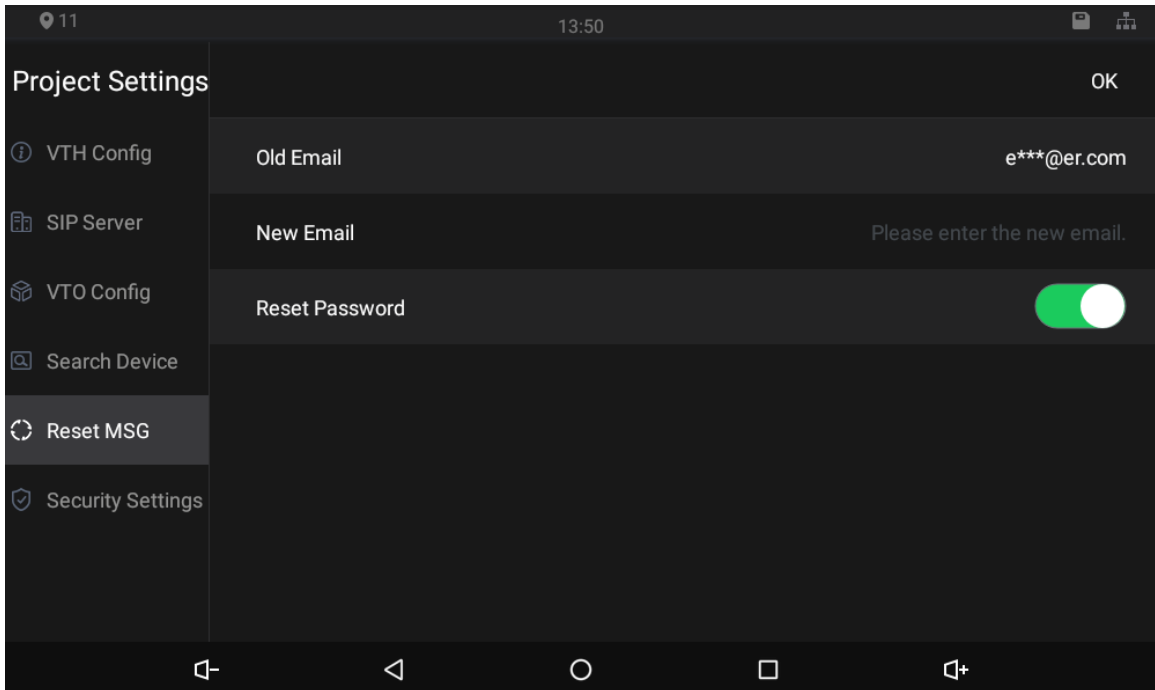 11
13:50
Project Settings
OK
VTH Config
Old Email
e***@er.com
SIP Server
New Email
Please enter the new email.
VTO Config
Reset Password
Search Device
Reset MSG
Security Settings